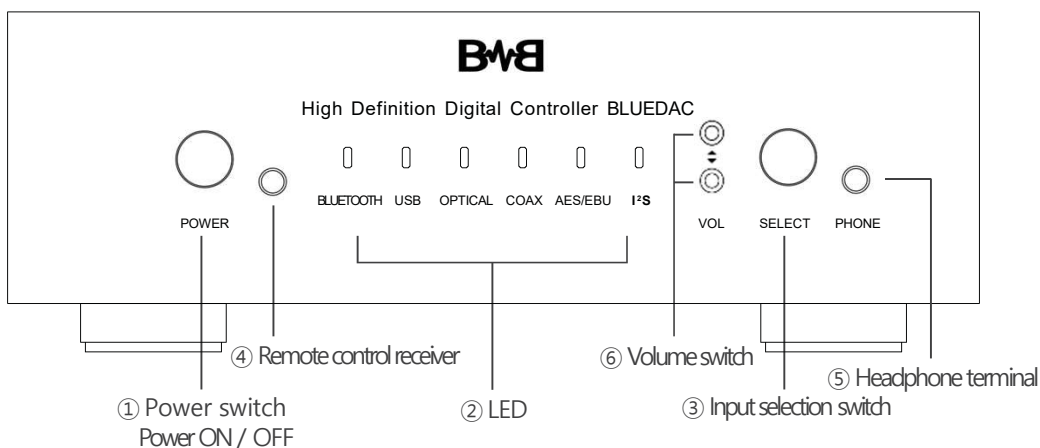 BMB
High Definition Digital Controller BLUEDAC
BLUETOOTH USB OPTICAL COAX AES/EBU I²S
POWER VOL SELECT PHONE
④ Remote control receiver
⑥ Volume switch
⑤ Headphone terminal
① Power switch
Power ON / OFF
② LED
③ Input selection switch